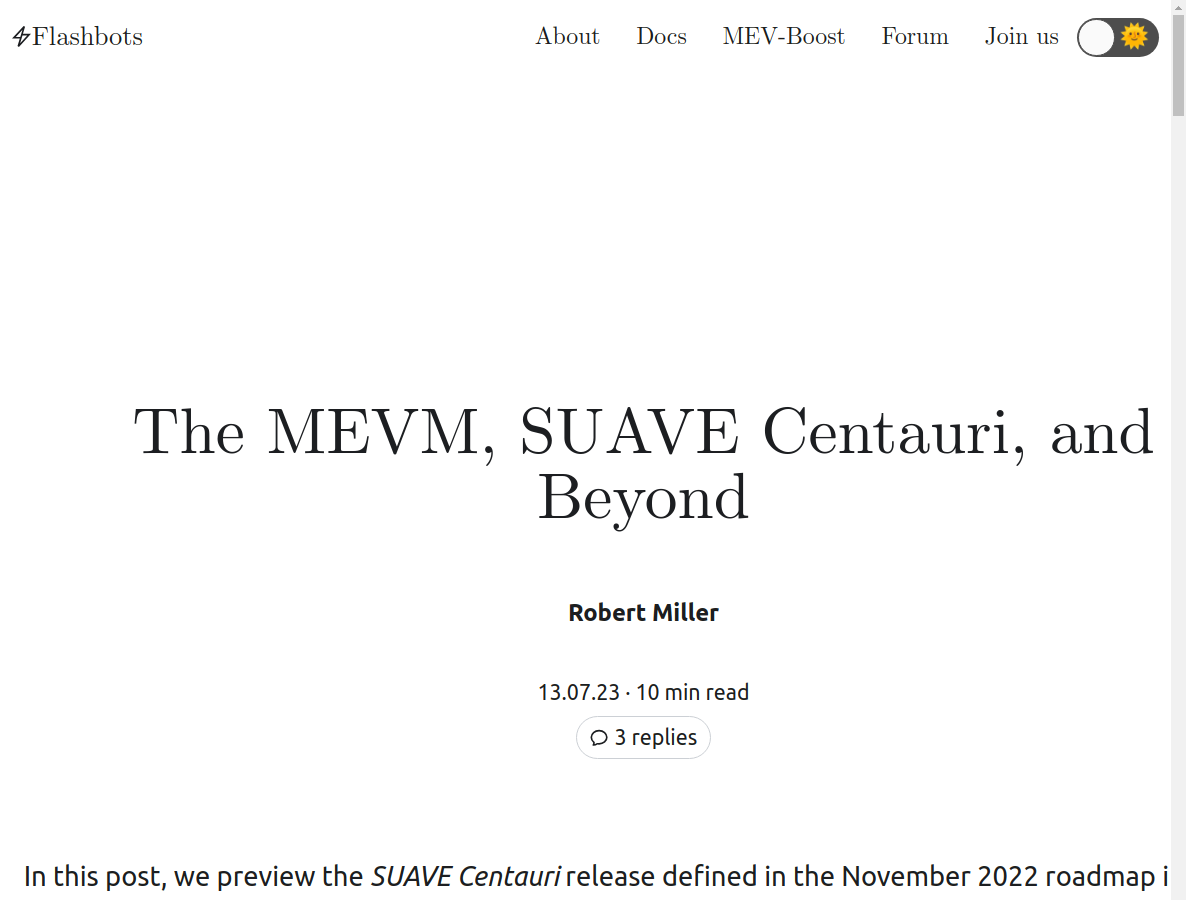 Flashbots
About Docs MEV-Boost Forum Join us
The MEVM, SUAVE Centauri, and
Beyond
Robert Miller
13.07.23 · 10 min read
3 replies
In this post, we preview the SUAVE Centauri release defined in the November 2022 roadmap i